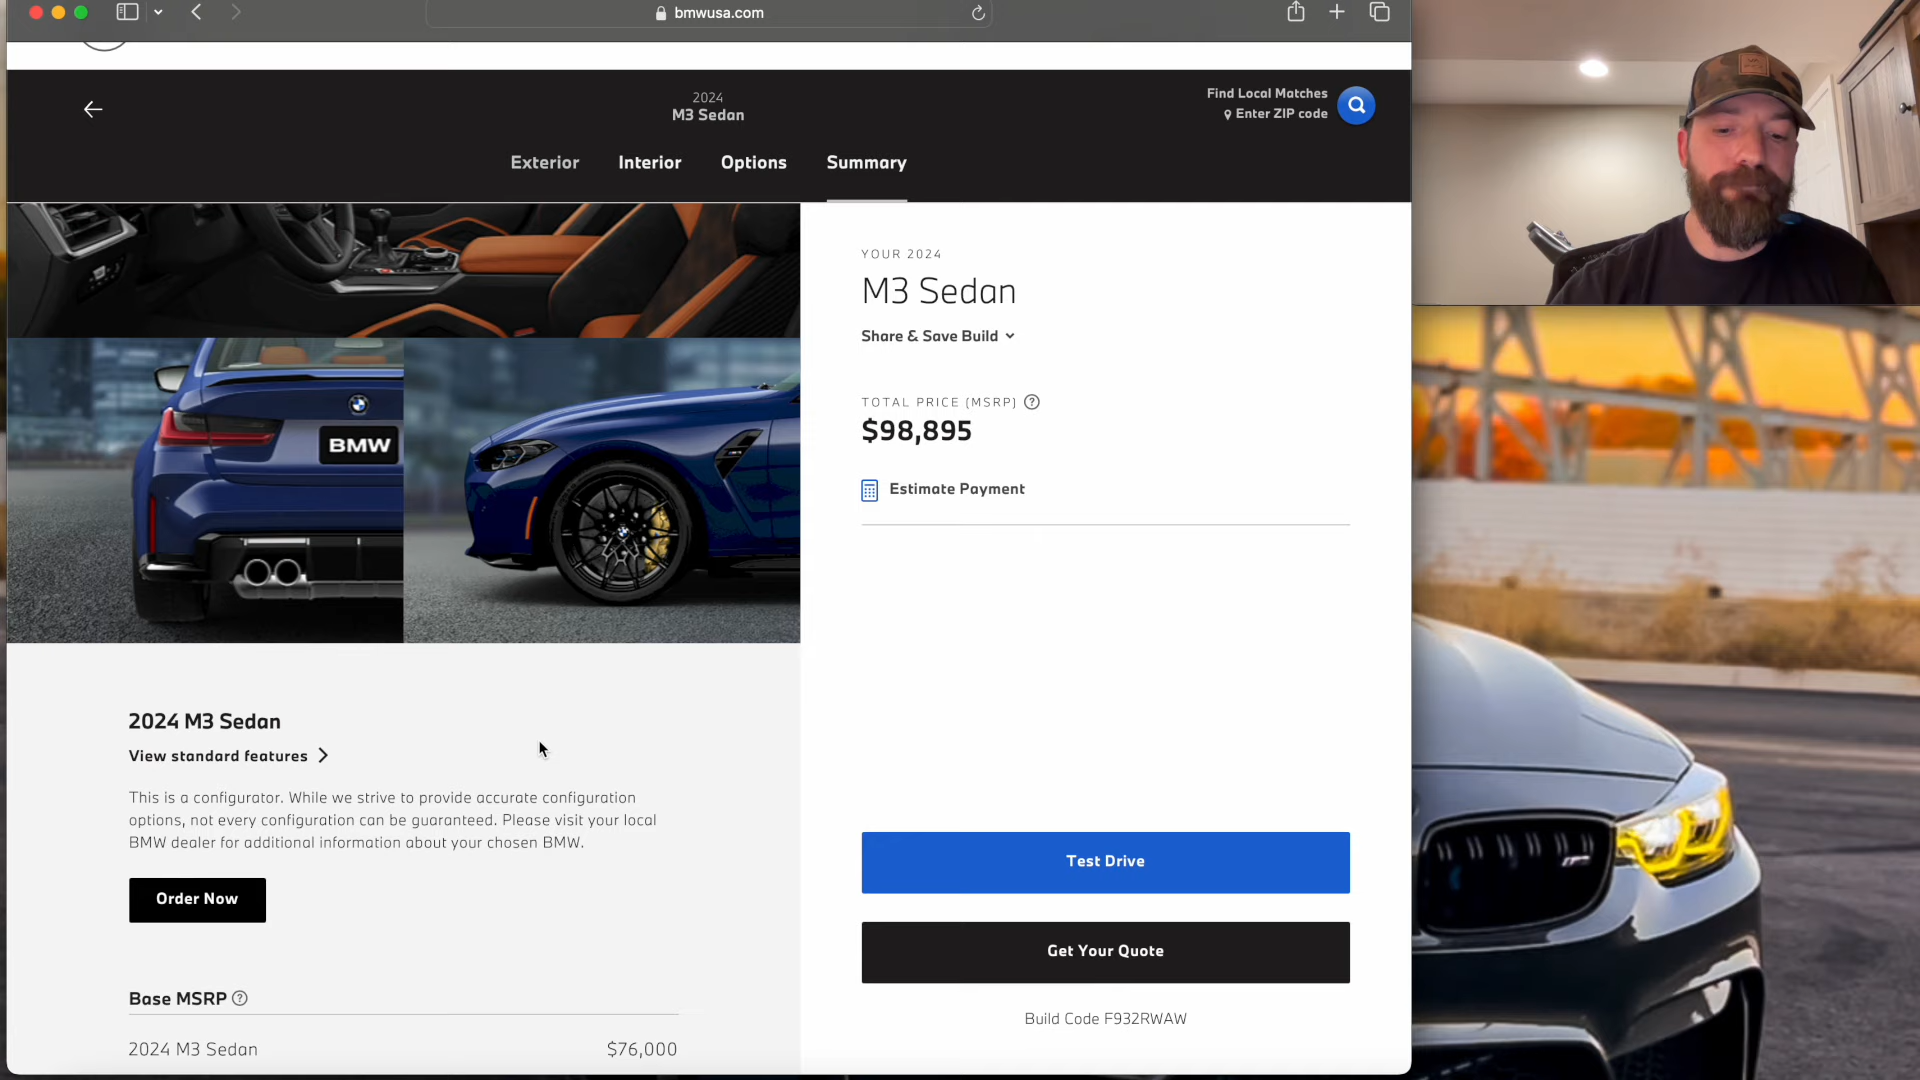 bmwusa.com
2024
M3 Sedan
Find Local Matches
Enter ZIP code
Exterior
Interior
Options
Summary
BMW
YOUR 2024
M3 Sedan
Share & Save Build
TOTAL PRICE (MSRP) ?
$98,895
Estimate Payment
2024 M3 Sedan
View standard features
This is a configurator. While we strive to provide accurate configuration
options, not every configuration can be guaranteed. Please visit your local
BMW dealer for additional information about your chosen BMW.
Order Now
Test Drive
Get Your Quote
Build Code F932RWAW
Base MSRP ?
2024 M3 Sedan $76,000